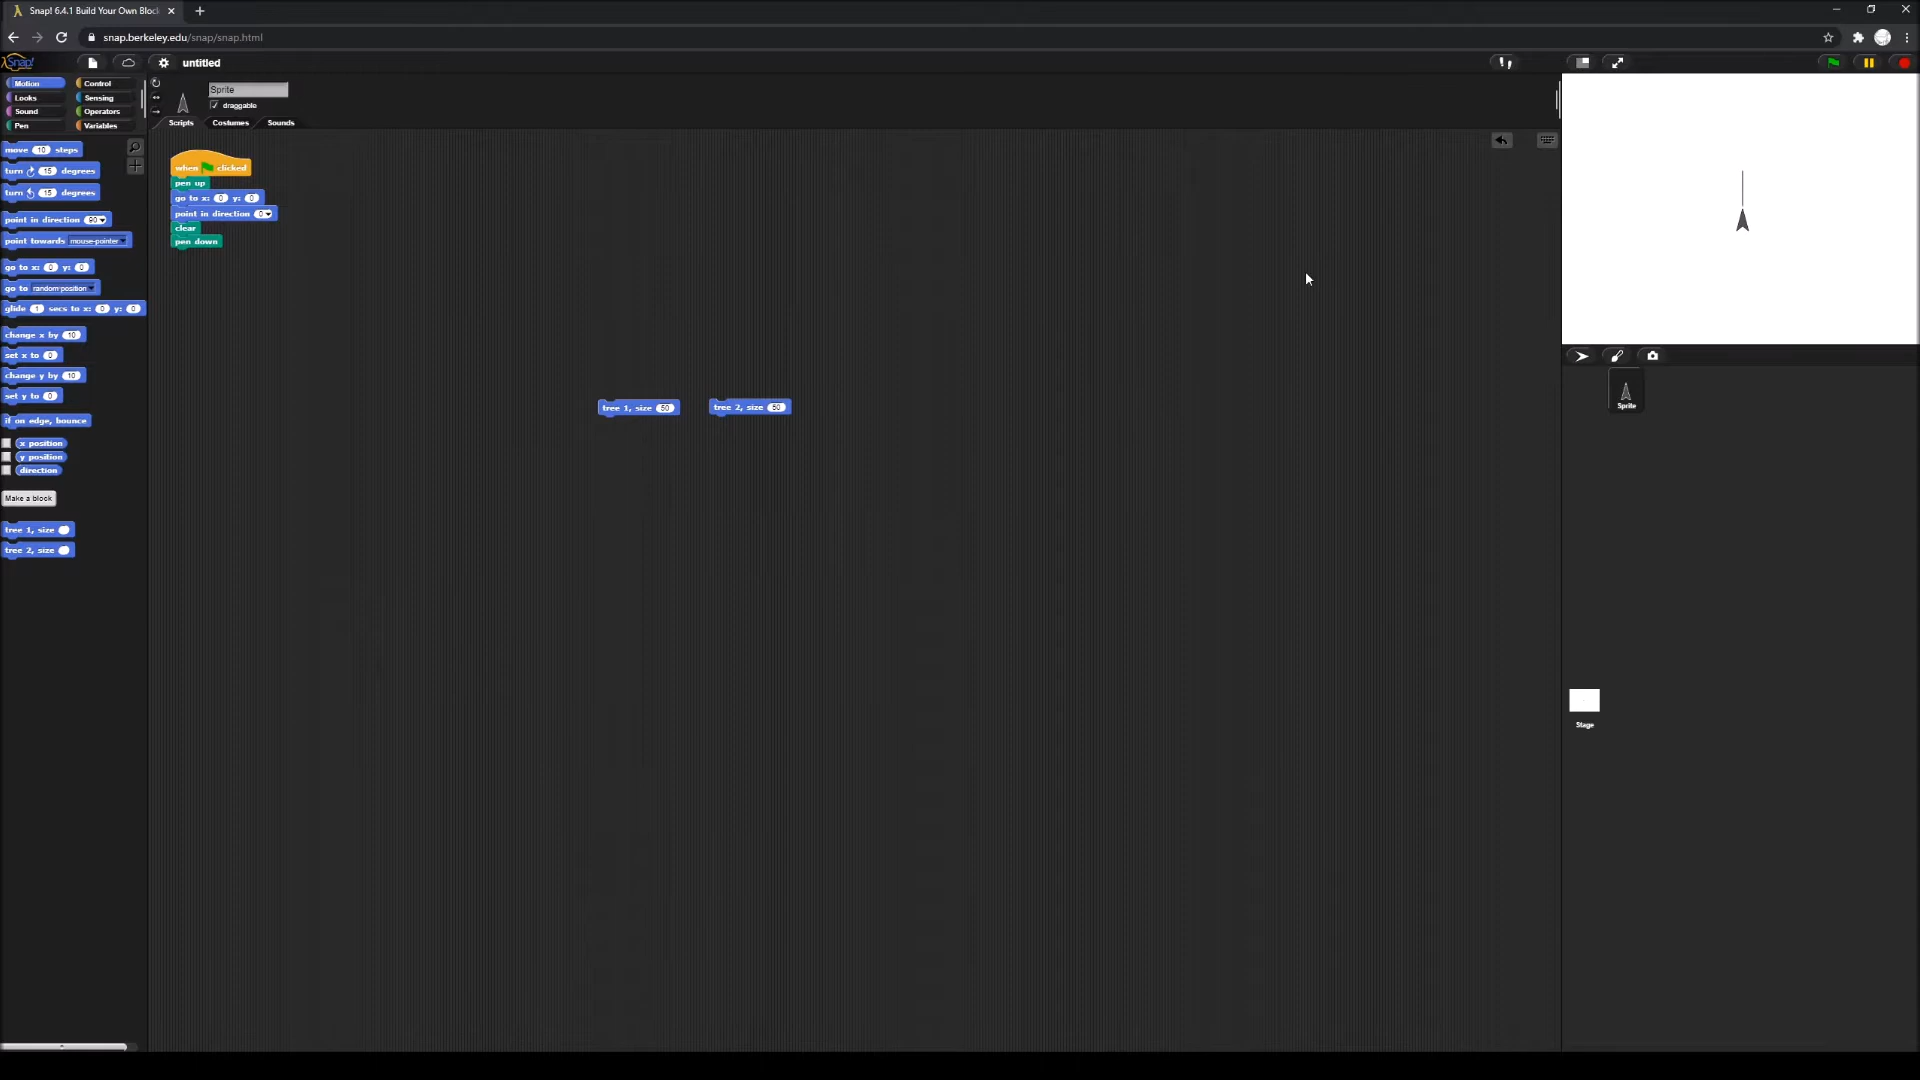 Snap! 6.4.1 Build Your Own Bloc
snap.berkeley.edu/snap/snap.html
Snap!
untitled
Motion
Control
Looks
Sensing
Sound
Operators
Pen
Variables
Sprite
draggable
Scripts
Costumes
Sounds
move 10 steps
turn 15 degrees
turn 15 degrees
point in direction 90
point towards mouse-pointer
go to x: 0 y: 0
go to random position
glide 1 secs to x: 0 y: 0
change x by 10
set x to 0
change y by 10
set y to 0
if on edge, bounce
x position
y position
direction
Make a block
tree 1, size
tree 2, size
when clicked
pen up
go to x: 0 y: 0
point in direction 0
clear
pen down
tree 1, size 50
tree 2, size 50
Sprite
Stage